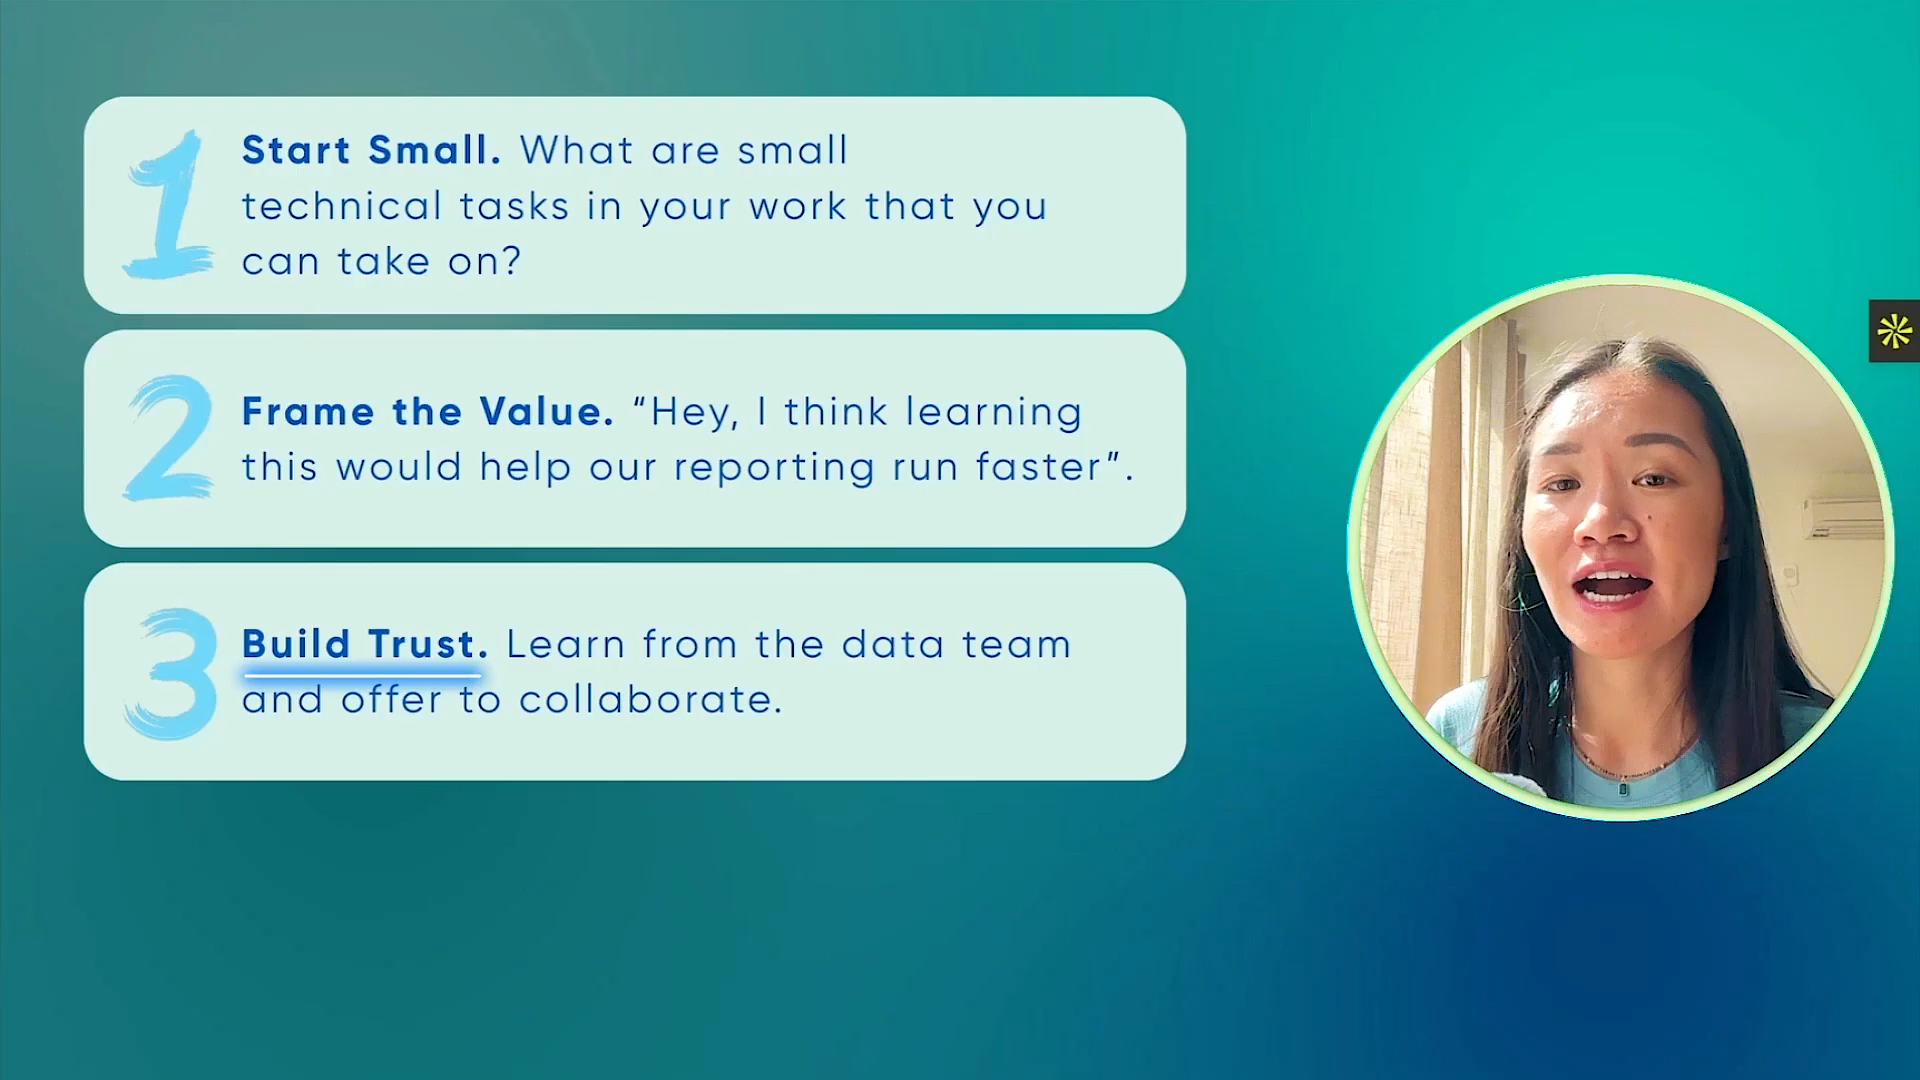 1
Start Small. What are small
technical tasks in your work that you
can take on?
2
Frame the Value. “Hey, I think learning
this would help our reporting run faster”.
3
Build Trust. Learn from the data team
and offer to collaborate.